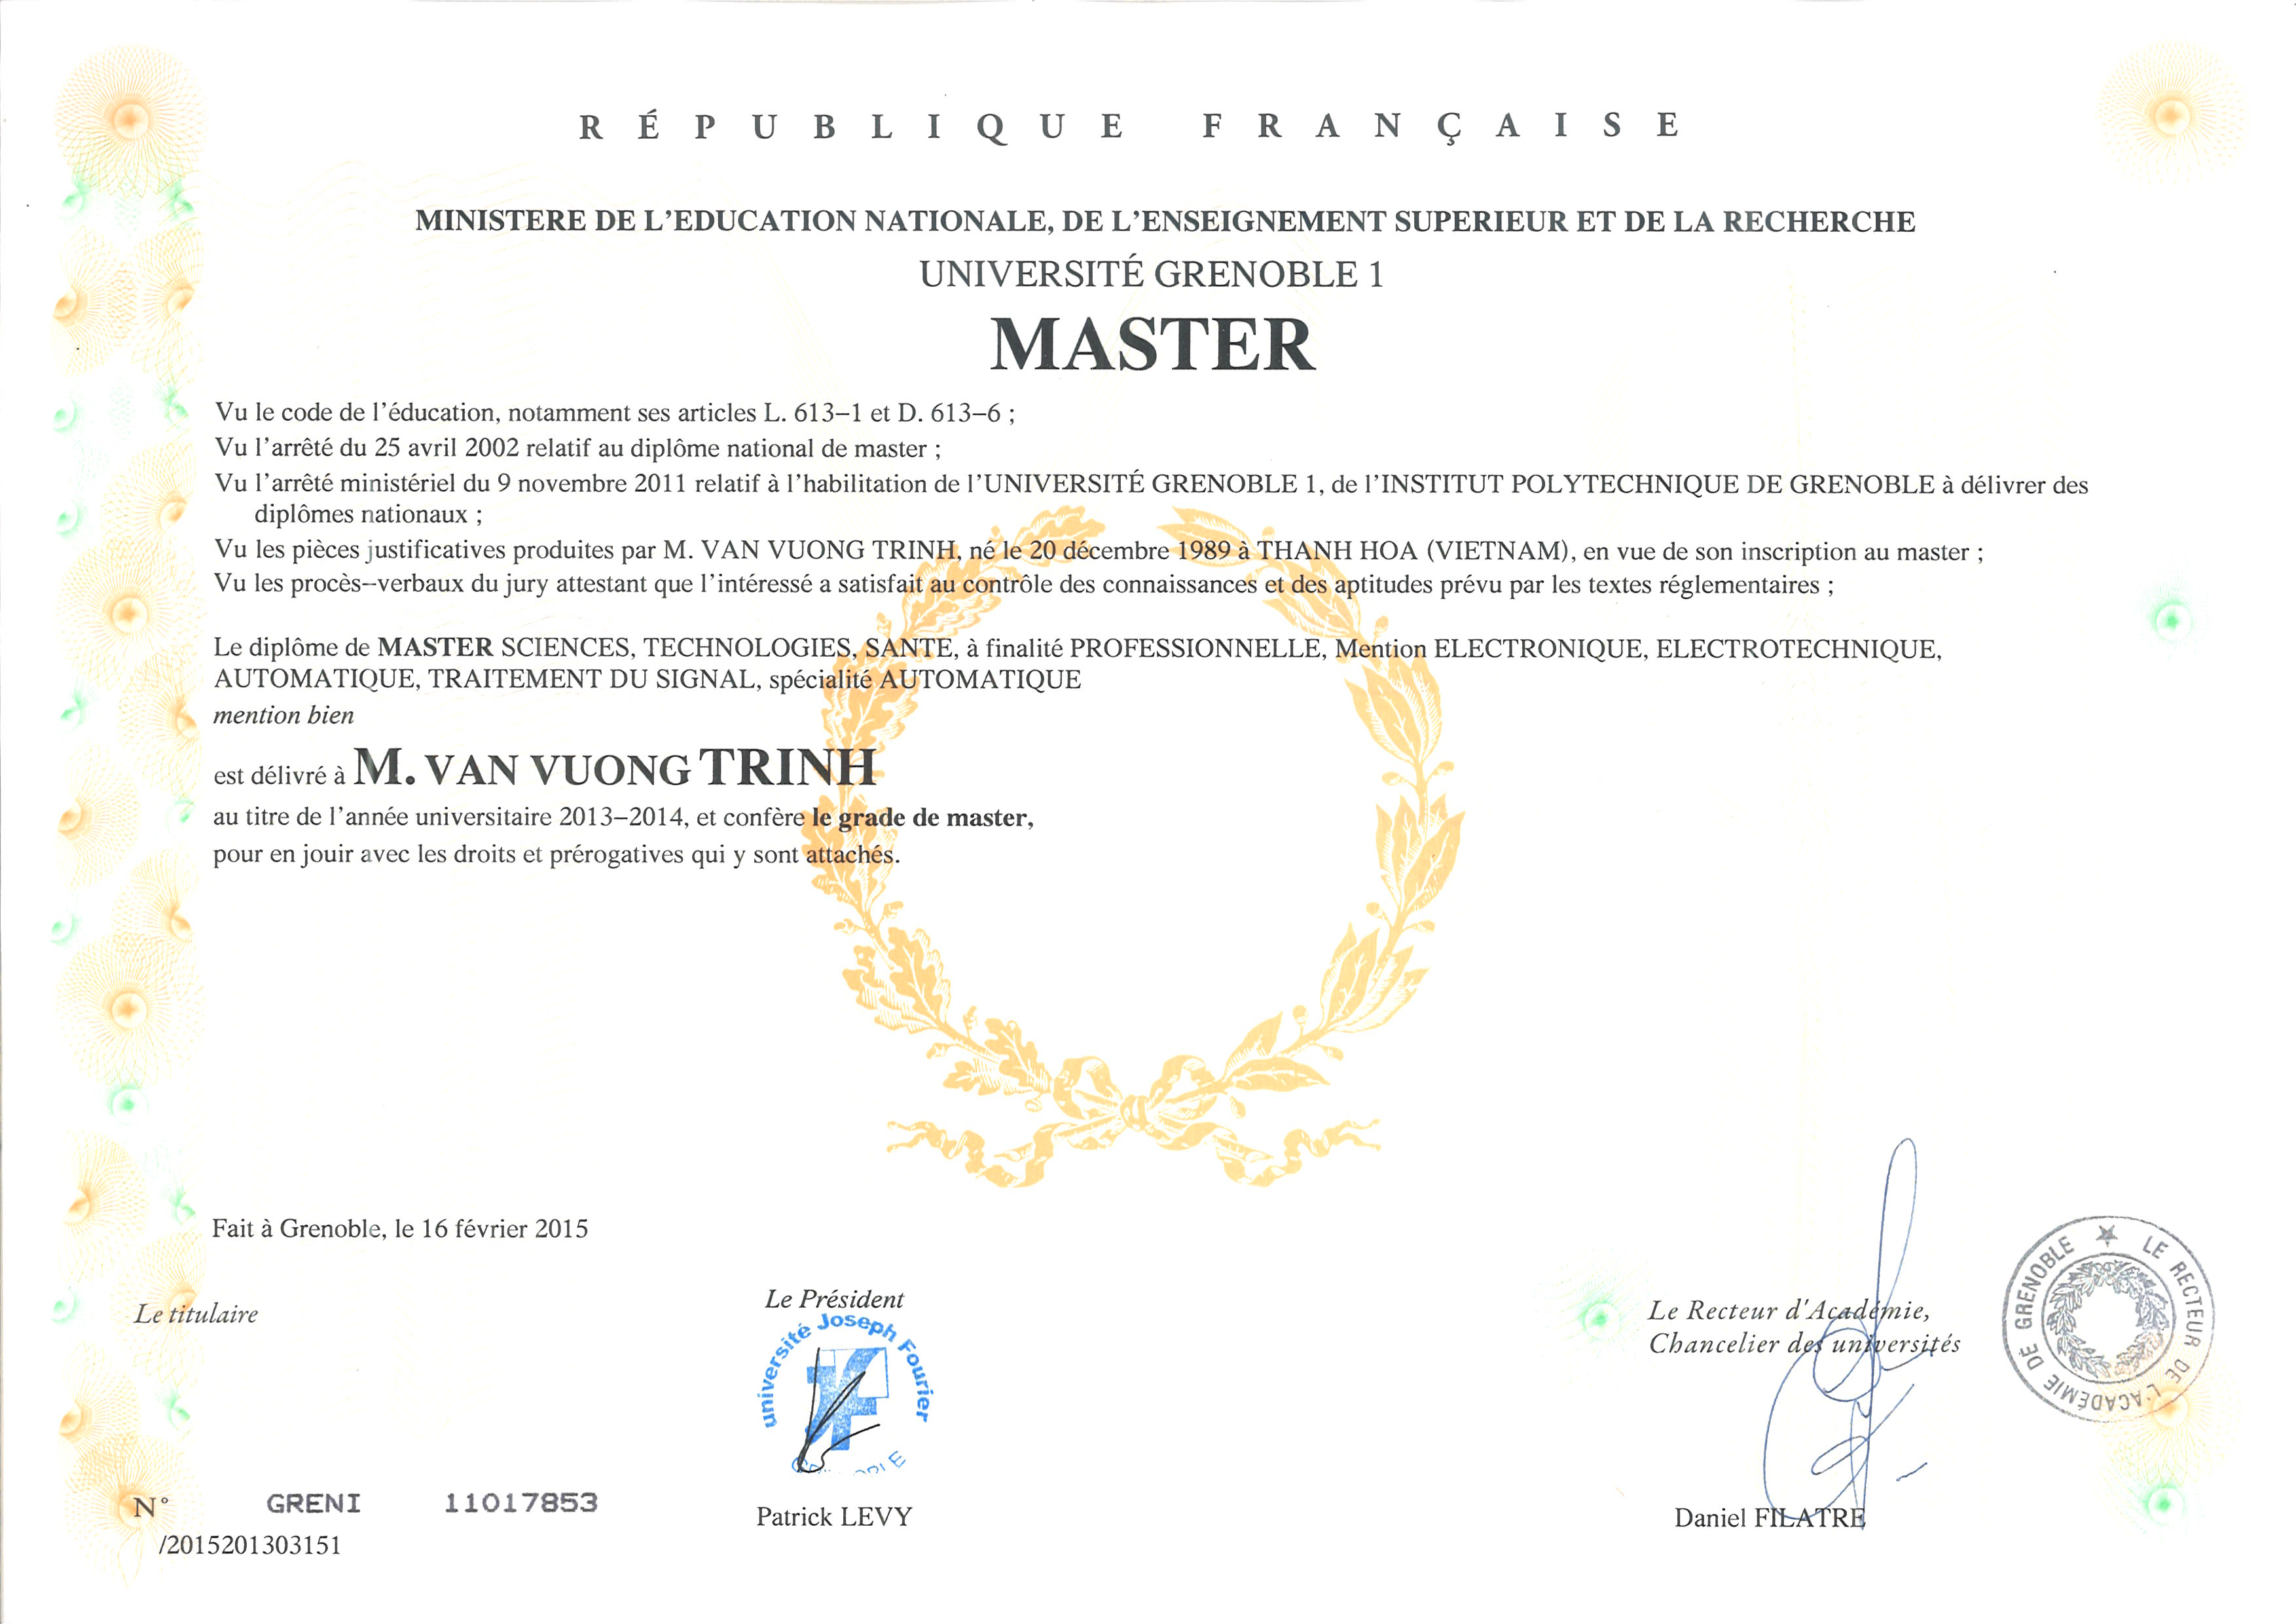 RÉPUBLIQUE FRANÇAISE
MINISTERE DE L'EDUCATION NATIONALE, DE L'ENSEIGNEMENT SUPERIEUR ET DE LA RECHERCHE
UNIVERSITÉ GRENOBLE 1
MASTER
Vu le code de l'éducation, notamment ses articles L. 613–1 et D. 613–6 ;
Vu l'arrêté du 25 avril 2002 relatif au diplôme national de master ;
Vu l'arrêté ministériel du 9 novembre 2011 relatif à l'habilitation de l'UNIVERSITÉ GRENOBLE 1, de l'INSTITUT POLYTECHNIQUE DE GRENOBLE à délivrer des
diplômes nationaux ;
Vu les pièces justificatives produites par M. VAN VUONG TRINH, né le 20 décembre 1989 à THANH HOA (VIETNAM), en vue de son inscription au master ;
Vu les procès–verbaux du jury attestant que l'intéressé a satisfait au contrôle des connaissances et des aptitudes prévu par les textes réglementaires ;
Le diplôme de MASTER SCIENCES, TECHNOLOGIES, SANTE, à finalité PROFESSIONNELLE, Mention ELECTRONIQUE, ELECTROTECHNIQUE,
AUTOMATIQUE, TRAITEMENT DU SIGNAL, spécialité AUTOMATIQUE
mention bien
est délivré à M. VAN VUONG TRINH
au titre de l'année universitaire 2013–2014, et confère le grade de master,
pour en jouir avec les droits et prérogatives qui y sont attachés.
Fait à Grenoble, le 16 février 2015
Le titulaire
Le Président
université Joseph Fourier
Le Recteur d'Académie,
Chancelier des universités
LE RECTEUR DE L'ACADÉMIE DE GRENOBLE
Patrick LEVY
Daniel FILATRE
N° GRENI 11017853
/2015201303151